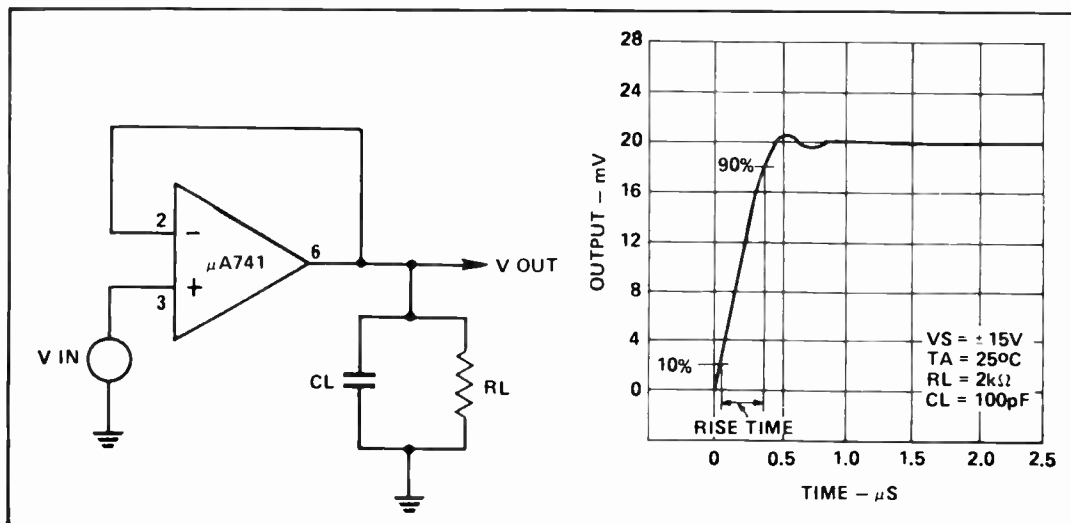 2
−
μA741
6
3
+
V OUT
V IN
CL
RL
28
24
20
16
12
8
4
0
OUTPUT – mV
90%
10%
RISE TIME
VS = ±15V
TA = 25ºC
RL = 2kΩ
CL = 100pF
0 0.5 1.0 1.5 2.0 2.5
TIME – μS